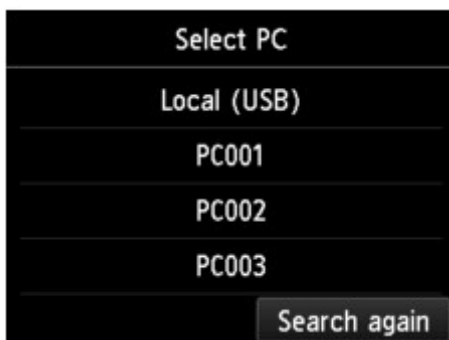 Select PC
Local (USB)
PC001
PC002
PC003
Search again